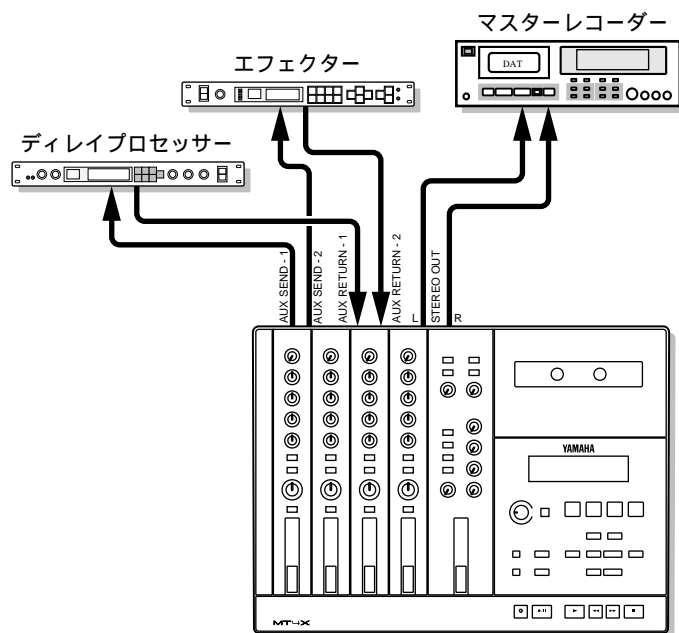 マスターレコーダー
DAT
エフェクター
ディレイプロセッサー
AUX SEND - 1
AUX SEND - 2
AUX RETURN - 1
AUX RETURN - 2
L
STEREO OUT
R
YAMAHA
MT4X